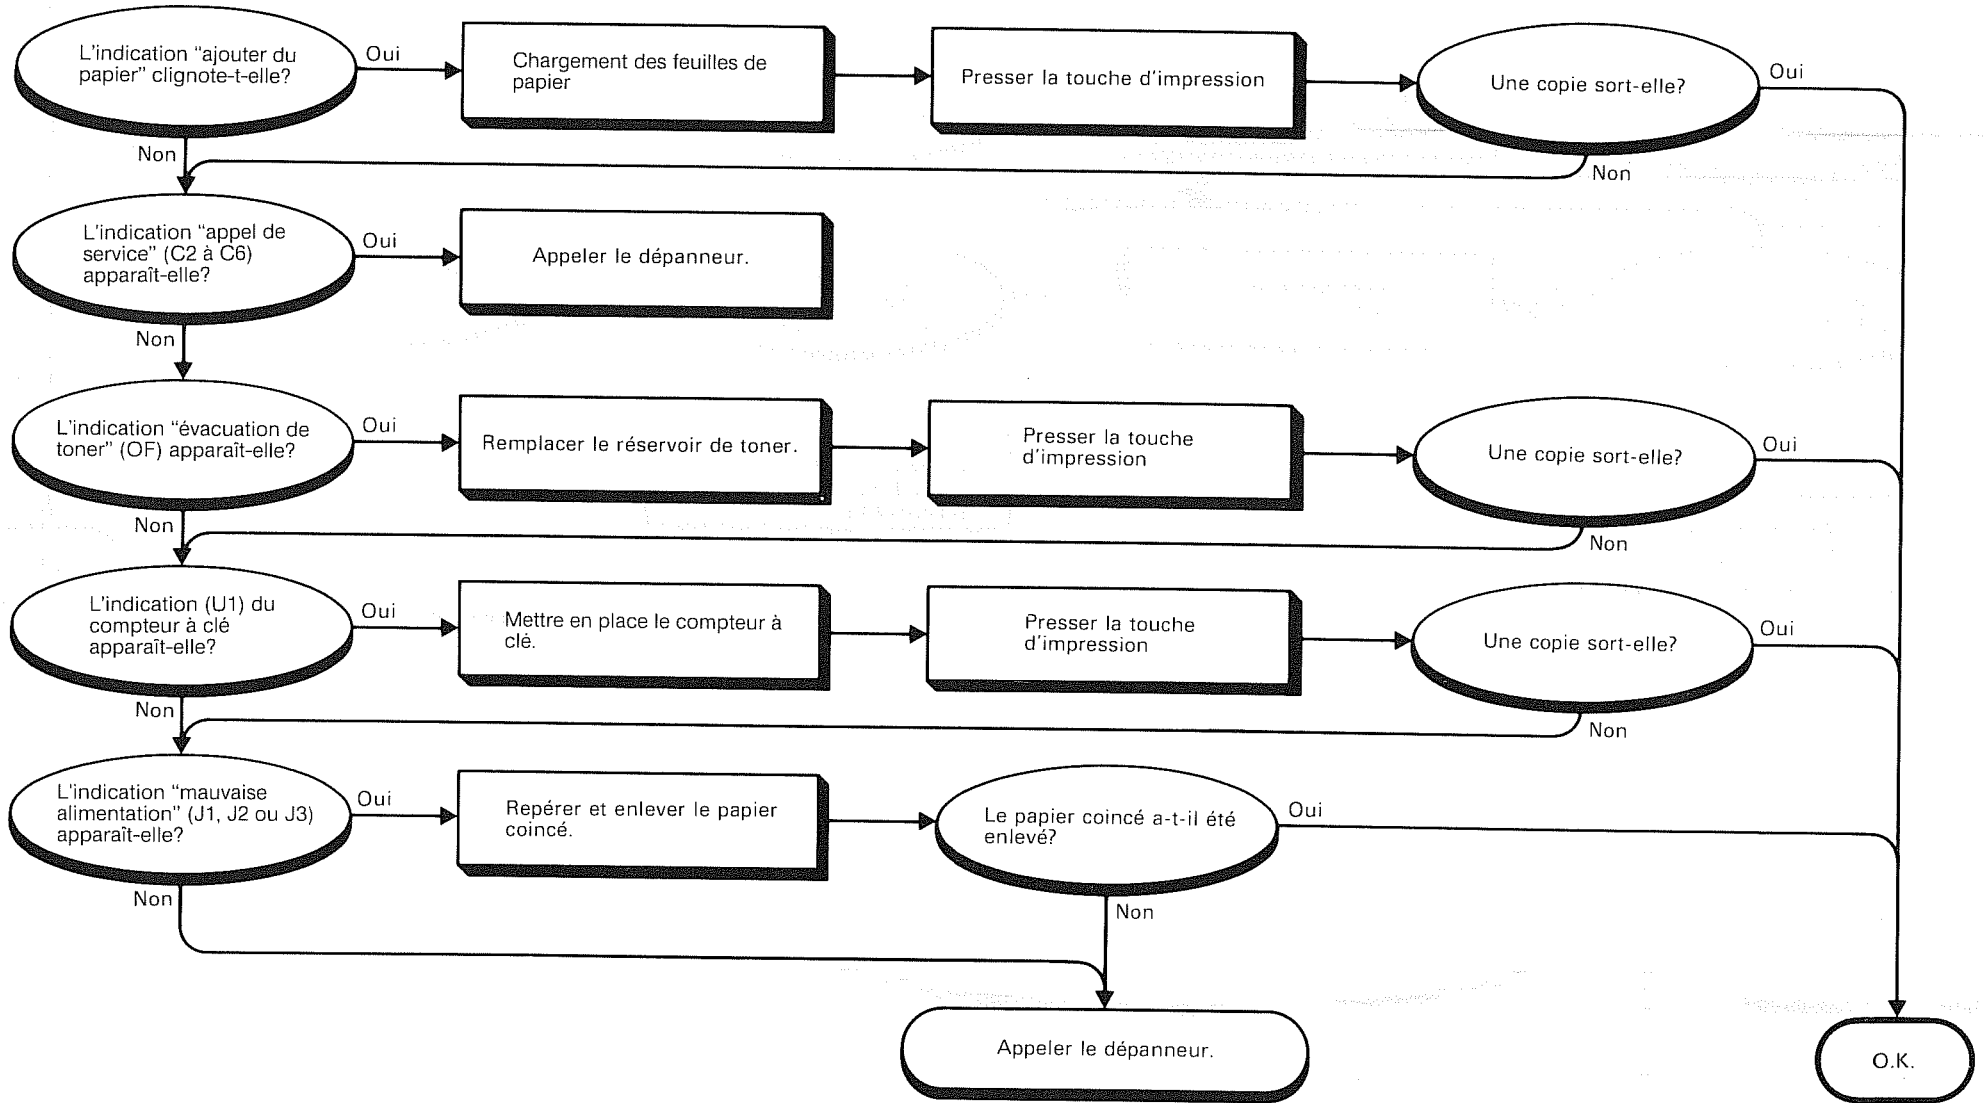 L'indication "ajouter du
papier" clignote-t-elle?
Oui
Chargement des feuilles de
papier
Presser la touche d'impression
Une copie sort-elle?
Oui
Non
Non
L'indication "appel de
service" (C2 à C6)
apparaît-elle?
Oui
Appeler le dépanneur.
Non
L'indication "évacuation de
toner" (OF) apparaît-elle?
Oui
Remplacer le réservoir de toner.
Presser la touche
d'impression
Une copie sort-elle?
Oui
Non
Non
L'indication (U1) du
compteur à clé
apparaît-elle?
Oui
Mettre en place le compteur à
clé.
Presser la touche
d'impression
Une copie sort-elle?
Oui
Non
Non
L'indication "mauvaise
alimentation" (J1, J2 ou J3)
apparaît-elle?
Oui
Repérer et enlever le papier
coincé.
Le papier coincé a-t-il été
enlevé?
Oui
Non
Non
Appeler le dépanneur.
O.K.